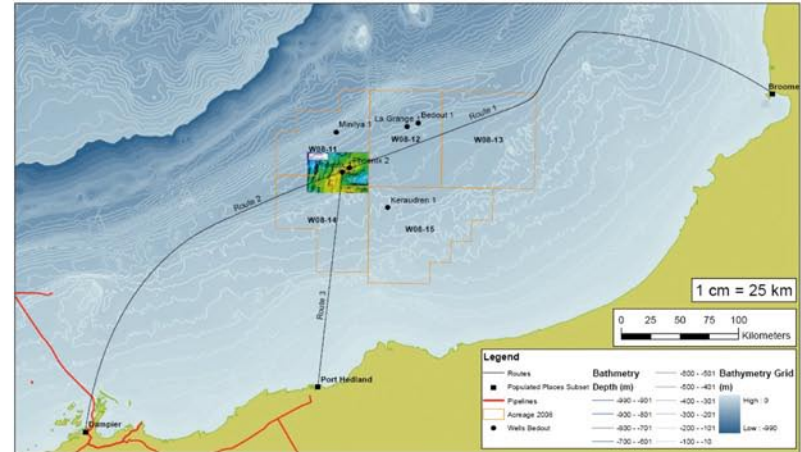 Broome
La Grange 1
Bedout 1
Mavlya 1
Route 1
W08-12
W08-13
W08-11
Phoenix 2
Keraudren 1
Route 2
W08-14
W08-15
1 cm = 25 km
0 25 50 75 100
Kilometers
Route 3
Port Hedland
Dampier
Legend
Routes
Populated Places Subset
Pipelines
Acreage 2008
Wells Bedout
Bathmetry
Depth (m)
-990 - -901
-900 - -801
-800 - -701
-700 - -601
-600 - -501
-500 - -401
-400 - -301
-300 - -201
-200 - -101
-100 - -10
Bathymetry Grid
(m)
High : 0
Low : -990